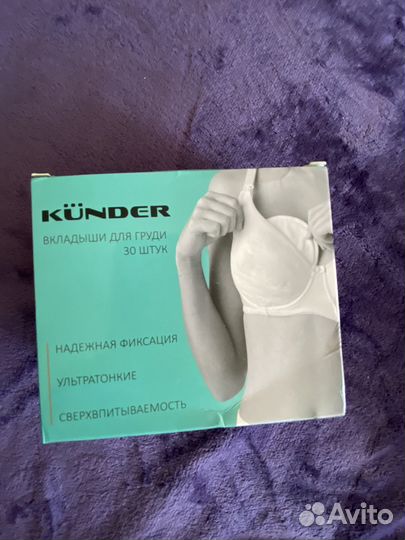 KÜNDER
ВКЛАДЫШИ ДЛЯ ГРУДИ
30 ШТУК
НАДЕЖНАЯ ФИКСАЦИЯ
УЛЬТРАТОНКИЕ
СВЕРХВПИТЫВАЕМОСТЬ
Avito